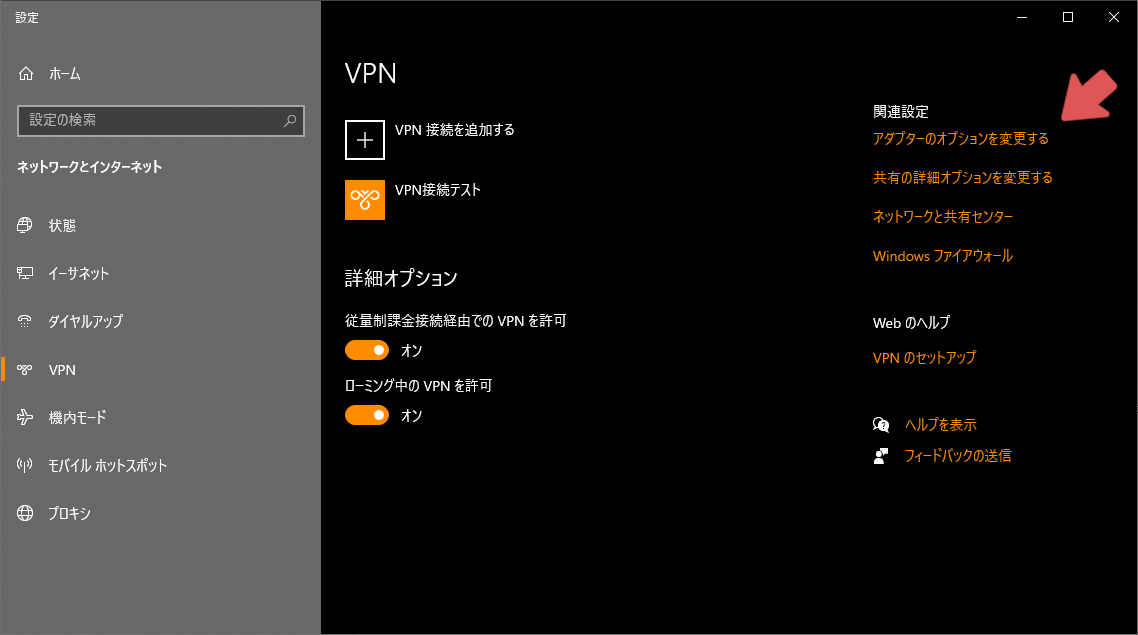 設定
ホーム
設定の検索
ネットワークとインターネット
状態
イーサネット
ダイヤルアップ
VPN
機内モード
モバイル ホットスポット
プロキシ
VPN
VPN 接続を追加する
VPN接続テスト
詳細オプション
従量制課金接続経由での VPN を許可
オン
ローミング中の VPN を許可
オン
関連設定
アダプターのオプションを変更する
共有の詳細オプションを変更する
ネットワークと共有センター
Windows ファイアウォール
Web のヘルプ
VPN のセットアップ
ヘルプを表示
フィードバックの送信